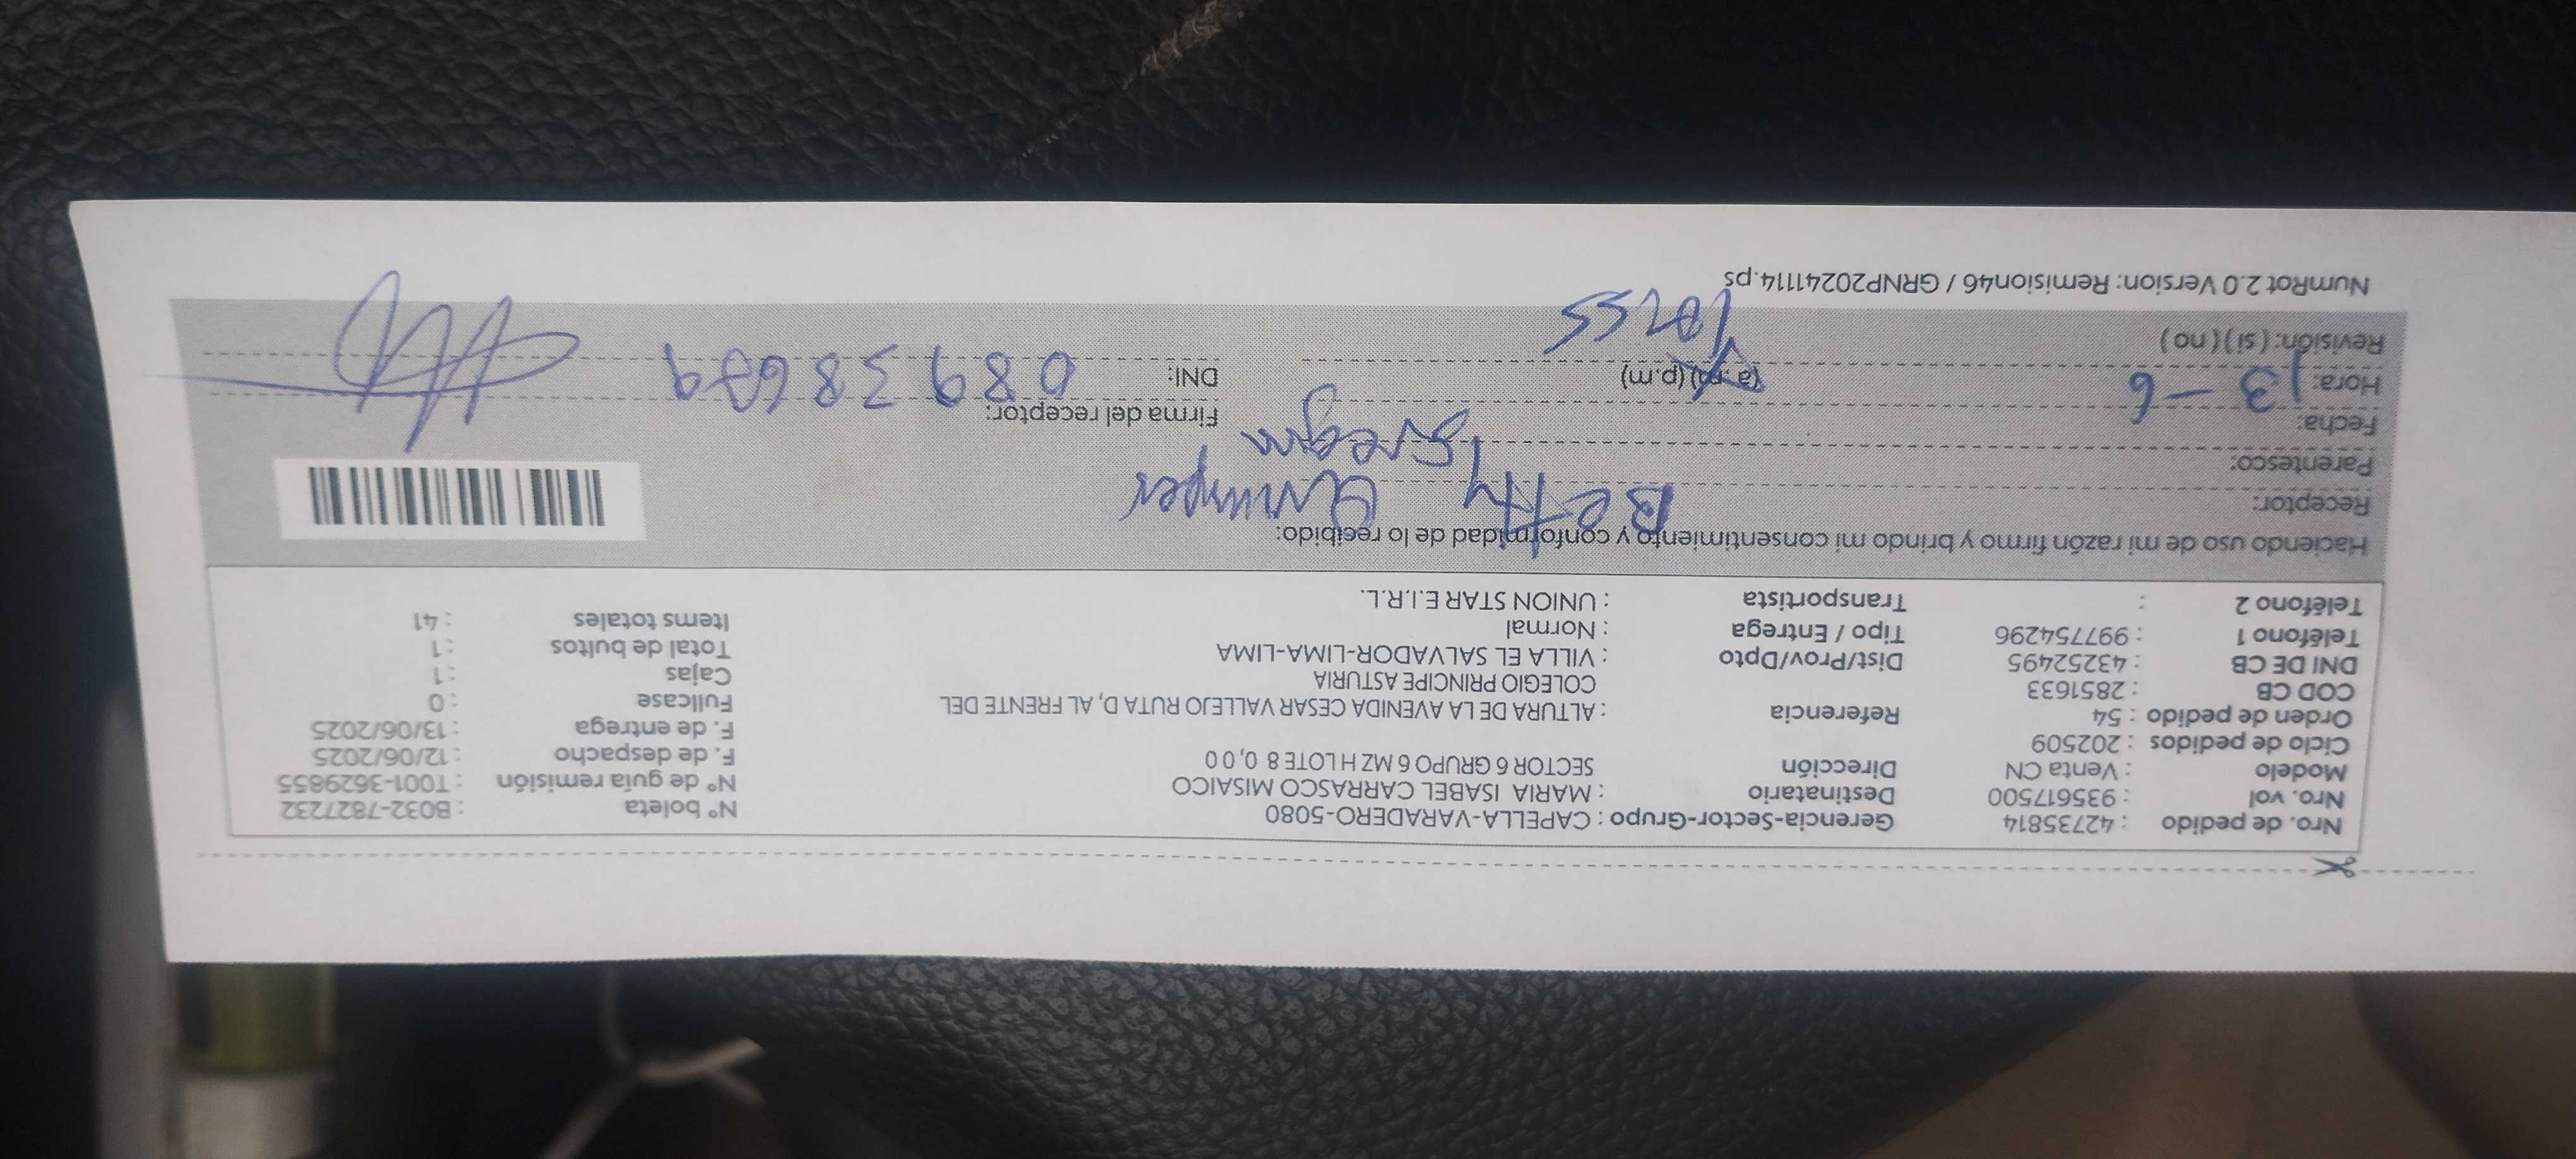 Nro. de pedido : 42735814 Gerencia-Sector-Grupo : CAPELLA-VARADERO-5080 N° boleta : B032-7827232
Nro. vol : 935617500 Destinatario : MARIA ISABEL CARRASCO MISAICO N° de guía remisión : T001-3629855
Modelo : Venta CN Dirección SECTOR 6 GRUPO 6 MZ H LOTE 8 0,00 F. de despacho : 12/06/2025
Ciclo de pedidos : 202509 F. de entrega : 13/06/2025
Orden de pedido : 54 Referencia : ALTURA DE LA AVENIDA CESAR VALLEJO RUTA D, AL FRENTE DEL Fullcase : 0
COD CB : 2851633 COLEGIO PRINCIPE ASTURIA Cajas : 1
DNI DE CB : 43252495 Dist/Prov/Dpto : VILLA EL SALVADOR-LIMA-LIMA Total de bultos : 1
Teléfono 1 : 997754296 Tipo / Entrega : Normal Items totales : 41
Teléfono 2 : Transportista : UNION STAR E.I.R.L.
Haciendo uso de mi razón firmo y brindo mi consentimiento y conformidad de lo recibido:
Receptor: Betty
Parentesco:
Fecha: 13-6 Firma del receptor:
Hora: (a.m) (p.m) DNI:
Revisión: ( si ) ( no )
NumRot 2.0 Version: Remision46 / GRNP20241114.ps